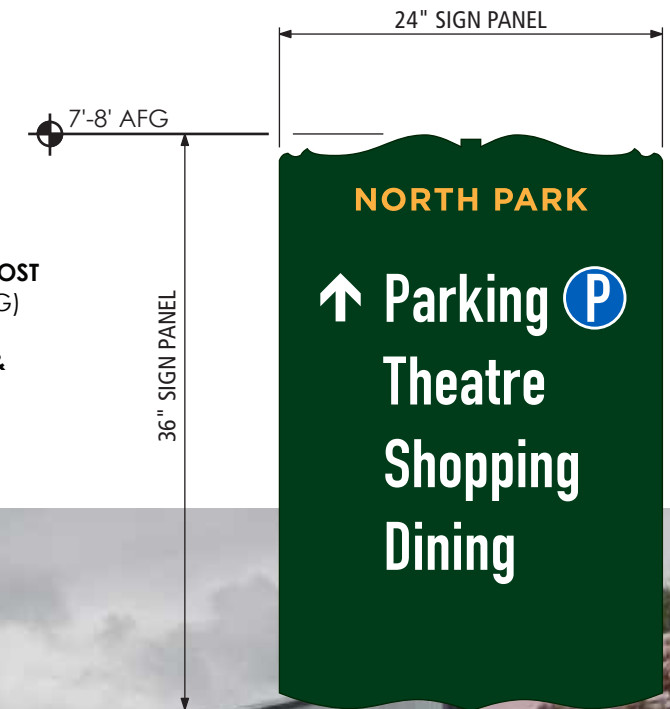 24" SIGN PANEL
7'-8' AFG
NORTH PARK
OST
G)
&
36" SIGN PANEL
↑ Parking P
Theatre
Shopping
Dining